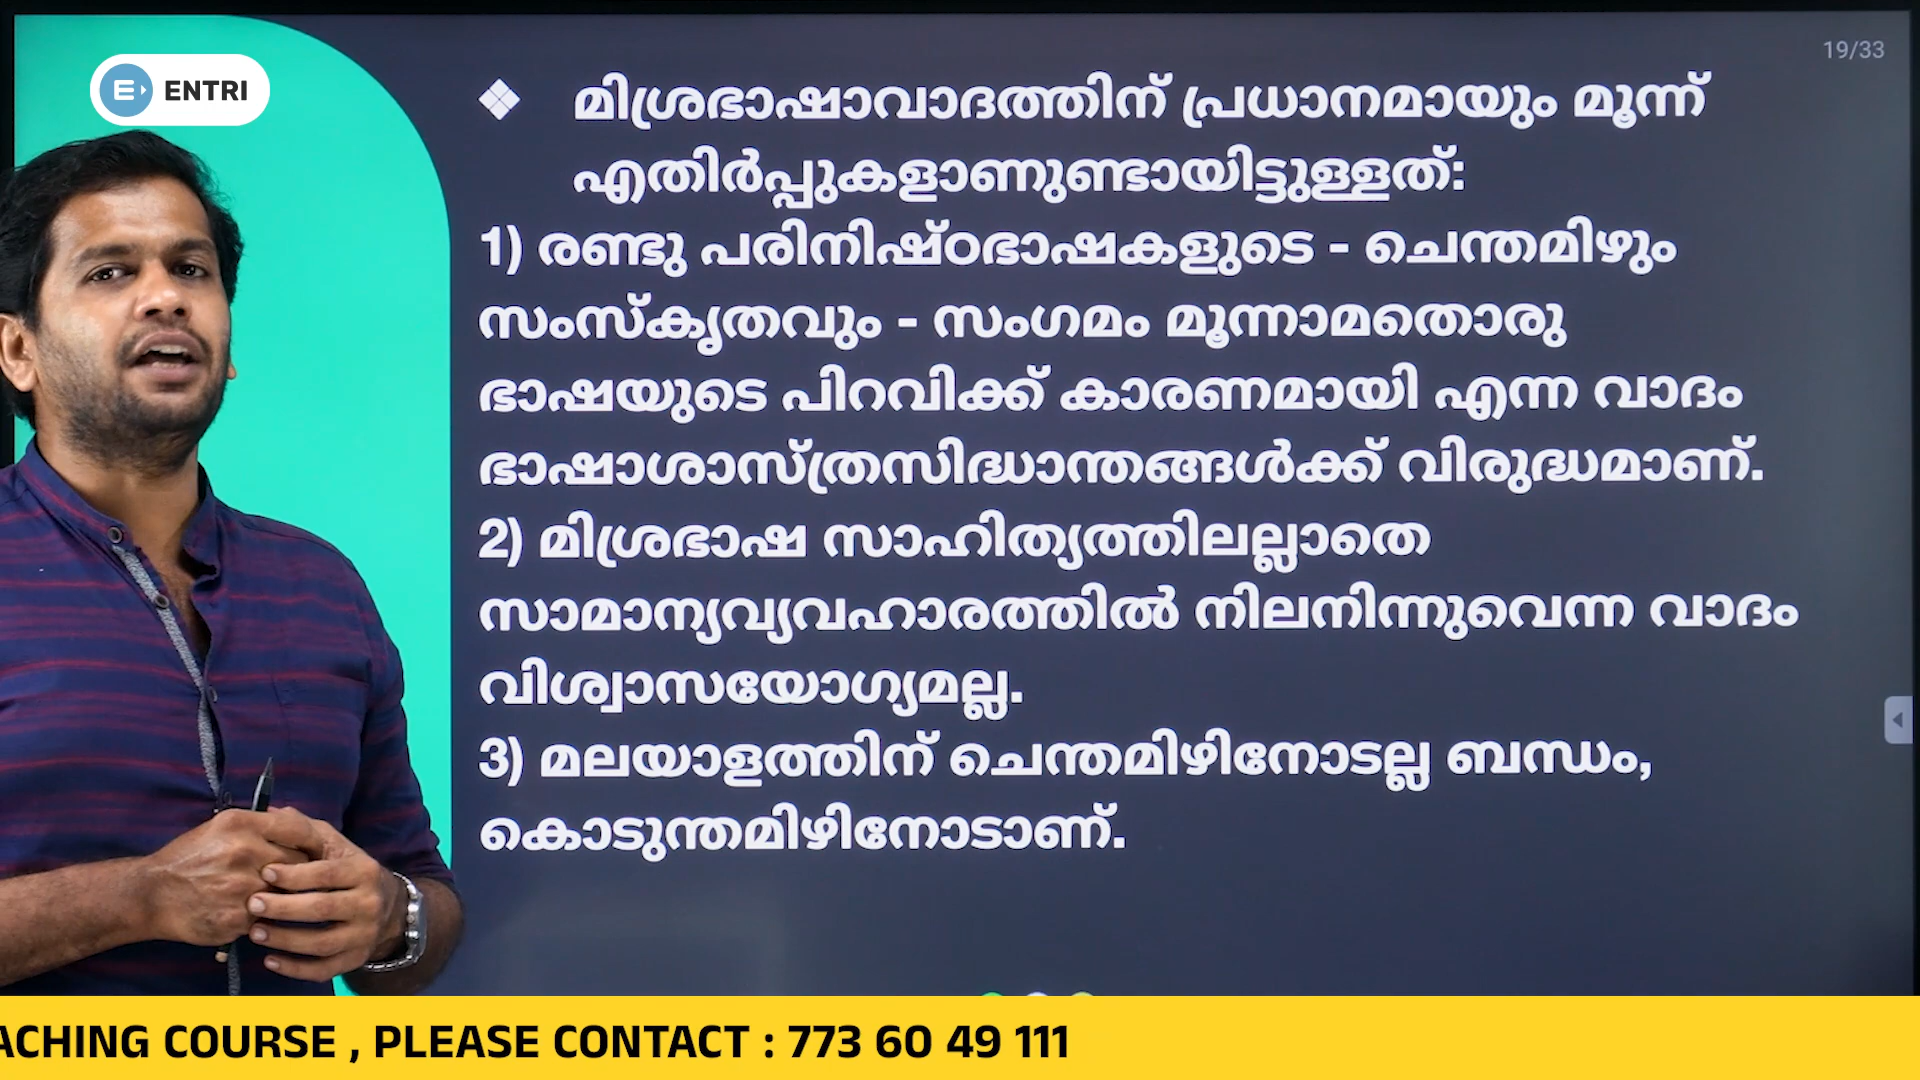 ENTRI
19/33
❖ മിശ്രഭാഷാവാദത്തിന് പ്രധാനമായും മൂന്ന്
എതിർപ്പുകളാണുണ്ടായിട്ടുള്ളത്:
1) രണ്ടു പരിനിഷ്ഠഭാഷകളുടെ - ചെന്തമിഴും
സംസ്കൃതവും - സംഗമം മൂന്നാമതൊരു
ഭാഷയുടെ പിറവിക്ക് കാരണമായി എന്ന വാദം
ഭാഷാശാസ്ത്രസിദ്ധാന്തങ്ങൾക്ക് വിരുദ്ധമാണ്.
2) മിശ്രഭാഷ സാഹിത്യത്തിലല്ലാതെ
സാമാന്യവ്യവഹാരത്തിൽ നിലനിന്നുവെന്ന വാദം
വിശ്വാസയോഗ്യമല്ല.
3) മലയാളത്തിന് ചെന്തമിഴിനോടല്ല ബന്ധം,
കൊടുന്തമിഴിനോടാണ്.
ACHING COURSE , PLEASE CONTACT : 773 60 49 111